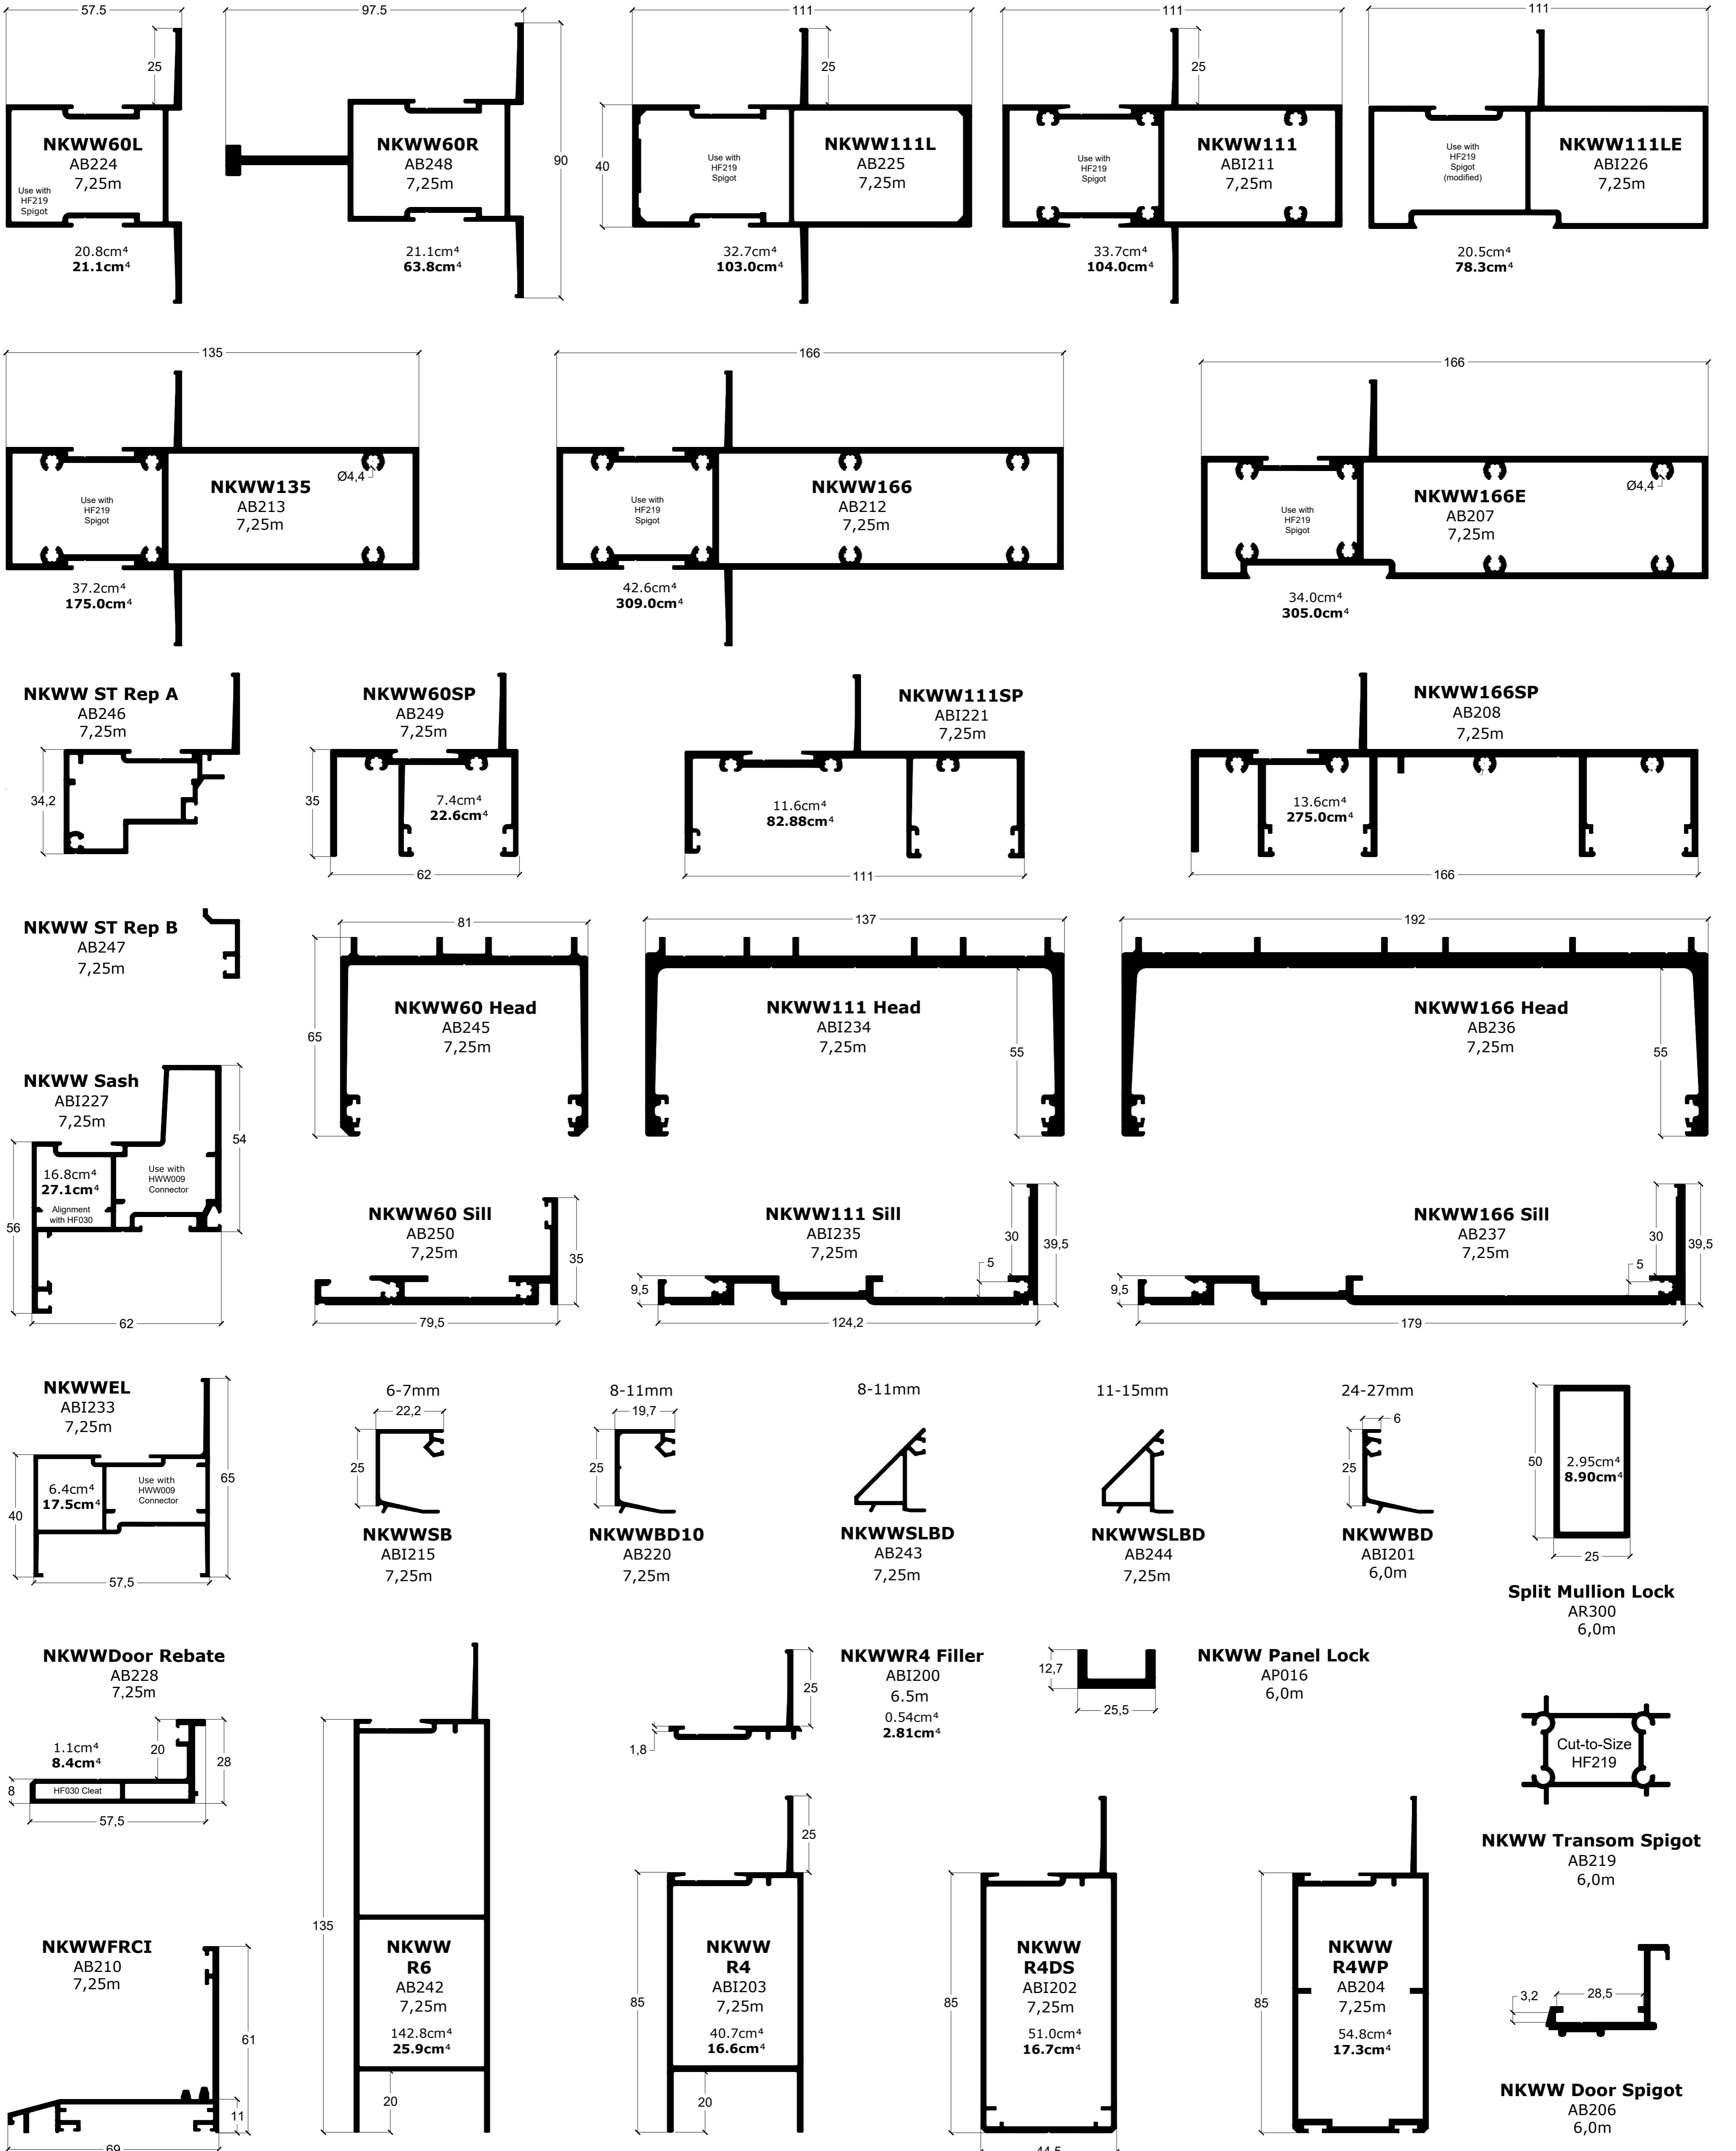 57.5
25
NKWW60L
AB224
7,25m
Use with
HF219
Spigot
20.8cm⁴
21.1cm⁴
97.5
90
NKWW60R
AB248
7,25m
21.1cm⁴
63.8cm⁴
111
25
40
Use with
HF219
Spigot
NKWW111L
AB225
7,25m
32.7cm⁴
103.0cm⁴
111
25
Use with
HF219
Spigot
NKWW111
ABI211
7,25m
33.7cm⁴
104.0cm⁴
111
Use with
HF219
Spigot
(modified)
NKWW111LE
ABI226
7,25m
20.5cm⁴
78.3cm⁴
135
Use with
HF219
Spigot
NKWW135
AB213
7,25m
Ø4,4
37.2cm⁴
175.0cm⁴
166
Use with
HF219
Spigot
NKWW166
AB212
7,25m
42.6cm⁴
309.0cm⁴
166
Use with
HF219
Spigot
NKWW166E
AB207
7,25m
Ø4,4
34.0cm⁴
305.0cm⁴
NKWW ST Rep A
AB246
7,25m
34,2
NKWW60SP
AB249
7,25m
35
7.4cm⁴
22.6cm⁴
62
NKWW111SP
ABI221
7,25m
11.6cm⁴
82.88cm⁴
111
NKWW166SP
AB208
7,25m
13.6cm⁴
275.0cm⁴
166
NKWW ST Rep B
AB247
7,25m
81
65
NKWW60 Head
AB245
7,25m
137
NKWW111 Head
ABI234
7,25m
55
192
NKWW166 Head
AB236
7,25m
55
NKWW Sash
ABI227
7,25m
54
56
16.8cm⁴
27.1cm⁴
Alignment
with HF030
Use with
HWW009
Connector
62
NKWW60 Sill
AB250
7,25m
35
79,5
NKWW111 Sill
ABI235
7,25m
9,5
5
30
39,5
124,2
NKWW166 Sill
AB237
7,25m
9,5
5
30
39,5
179
NKWWEL
ABI233
7,25m
40
65
6.4cm⁴
17.5cm⁴
Use with
HWW009
Connector
57,5
6-7mm
22,2
25
NKWWSB
ABI215
7,25m
8-11mm
19,7
25
NKWWBD10
AB220
7,25m
8-11mm
NKWWSLBD
AB243
7,25m
11-15mm
NKWWSLBD
AB244
7,25m
24-27mm
6
25
NKWWBD
ABI201
6,0m
50
2.95cm⁴
8.90cm⁴
25
Split Mullion Lock
AR300
6,0m
NKWWDoor Rebate
AB228
7,25m
1.1cm⁴
8.4cm⁴
20
28
8
HF030 Cleat
57,5
135
NKWW
R6
AB242
7,25m
142.8cm⁴
25.9cm⁴
20
NKWWR4 Filler
ABI200
6.5m
0.54cm⁴
2.81cm⁴
25
1,8
12,7
25,5
NKWW Panel Lock
AP016
6,0m
Cut-to-Size
HF219
NKWW Transom Spigot
AB219
6,0m
NKWWFRCI
AB210
7,25m
61
11
69
25
85
NKWW
R4
ABI203
7,25m
40.7cm⁴
16.6cm⁴
20
85
NKWW
R4DS
ABI202
7,25m
51.0cm⁴
16.7cm⁴
44,5
85
NKWW
R4WP
AB204
7,25m
54.8cm⁴
17.3cm⁴
3,2
28,5
NKWW Door Spigot
AB206
6,0m